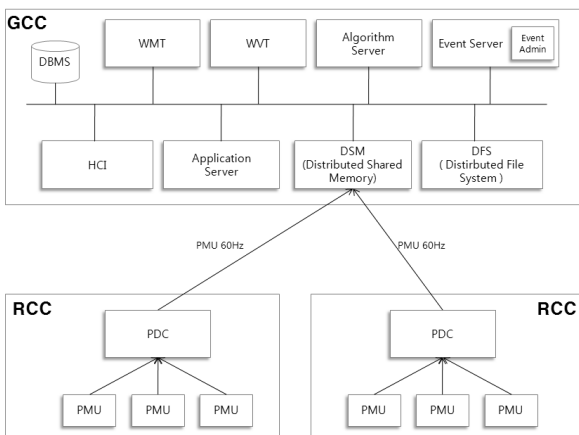 GCC
DBMS
WMT
WVT
Algorithm
Server
Event Server
Event
Admin
HCI
Application
Server
DSM
(Distributed Shared
Memory)
DFS
( Distirbuted File
System )
PMU 60Hz
PMU 60Hz
RCC
PDC
PMU
PMU
PMU
RCC
PDC
PMU
PMU
PMU